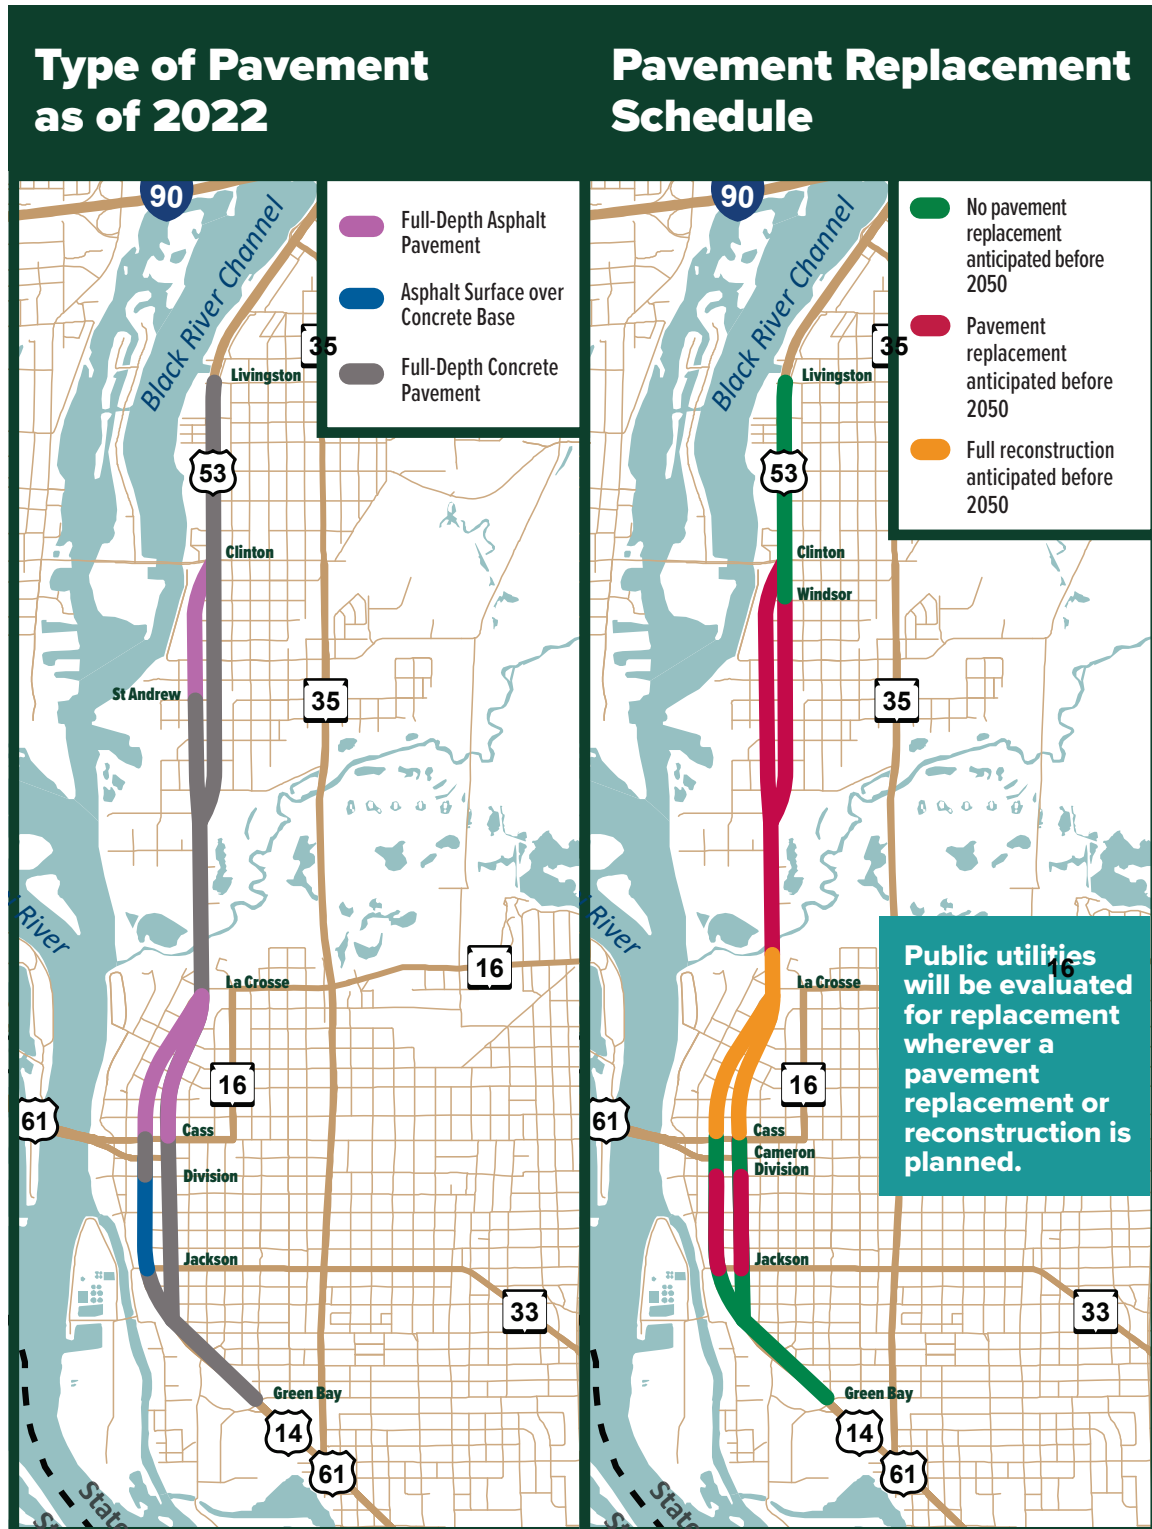 Type of Pavement
as of 2022
90
Black River Channel
Full-Depth Asphalt
Pavement
Asphalt Surface over
Concrete Base
Full-Depth Concrete
Pavement
35
Livingston
53
Clinton
St Andrew
35
River
16
La Crosse
16
61
Cass
Division
Jackson
33
Green Bay
14
61
State
St
Pavement Replacement
Schedule
90
Black River Channel
No pavement
replacement
anticipated before
2050
Pavement
replacement
anticipated before
2050
Full reconstruction
anticipated before
2050
35
Livingston
53
Clinton
Windsor
35
River
Public utilities
will be evaluated
for replacement
wherever a
pavement
replacement or
reconstruction is
planned.
16
La Crosse
16
61
Cass
Cameron
Division
Jackson
33
Green Bay
14
61
State
St